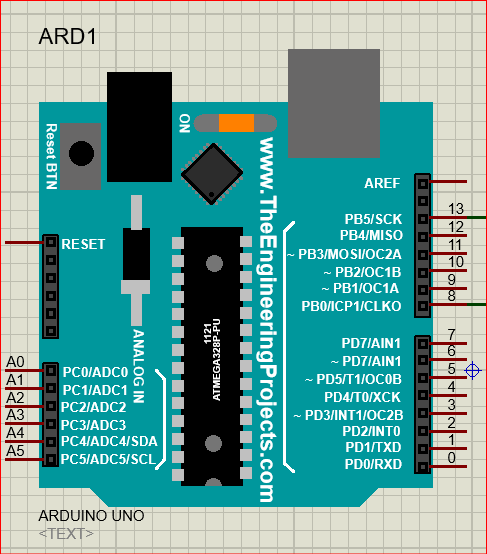 ARD1
ON
Reset BTN
www.TheEngineeringProjects.com
AREF
PB5/SCK 13
PB4/MISO 12
~ PB3/MOSI/OC2A 11
~ PB2/OC1B 10
~ PB1/OC1A 9
PB0/ICP1/CLKO 8
RESET
1121
ATMEGA328P-PU
ANALOG IN
A0 PC0/ADC0
A1 PC1/ADC1
A2 PC2/ADC2
A3 PC3/ADC3
A4 PC4/ADC4/SDA
A5 PC5/ADC5/SCL
PD7/AIN1 7
~ PD7/AIN1 6
~ PD5/T1/OC0B 5
PD4/T0/XCK 4
~ PD3/INT1/OC2B 3
PD2/INT0 2
PD1/TXD 1
PD0/RXD 0
ARDUINO UNO
<TEXT>